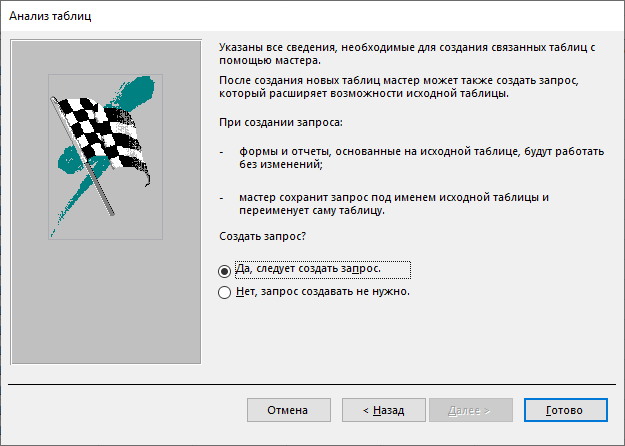 Анализ таблиц
Указаны все сведения, необходимые для создания связанных таблиц с
помощью мастера.
После создания новых таблиц мастер может также создать запрос,
который расширяет возможности исходной таблицы.
При создании запроса:
- формы и отчеты, основанные на исходной таблице, будут работать
без изменений;
- мастер сохранит запрос под именем исходной таблицы и
переименует саму таблицу.
Создать запрос?
Да, следует создать запрос.
Нет, запрос создавать не нужно.
Отмена
< Назад
Далее >
Готово